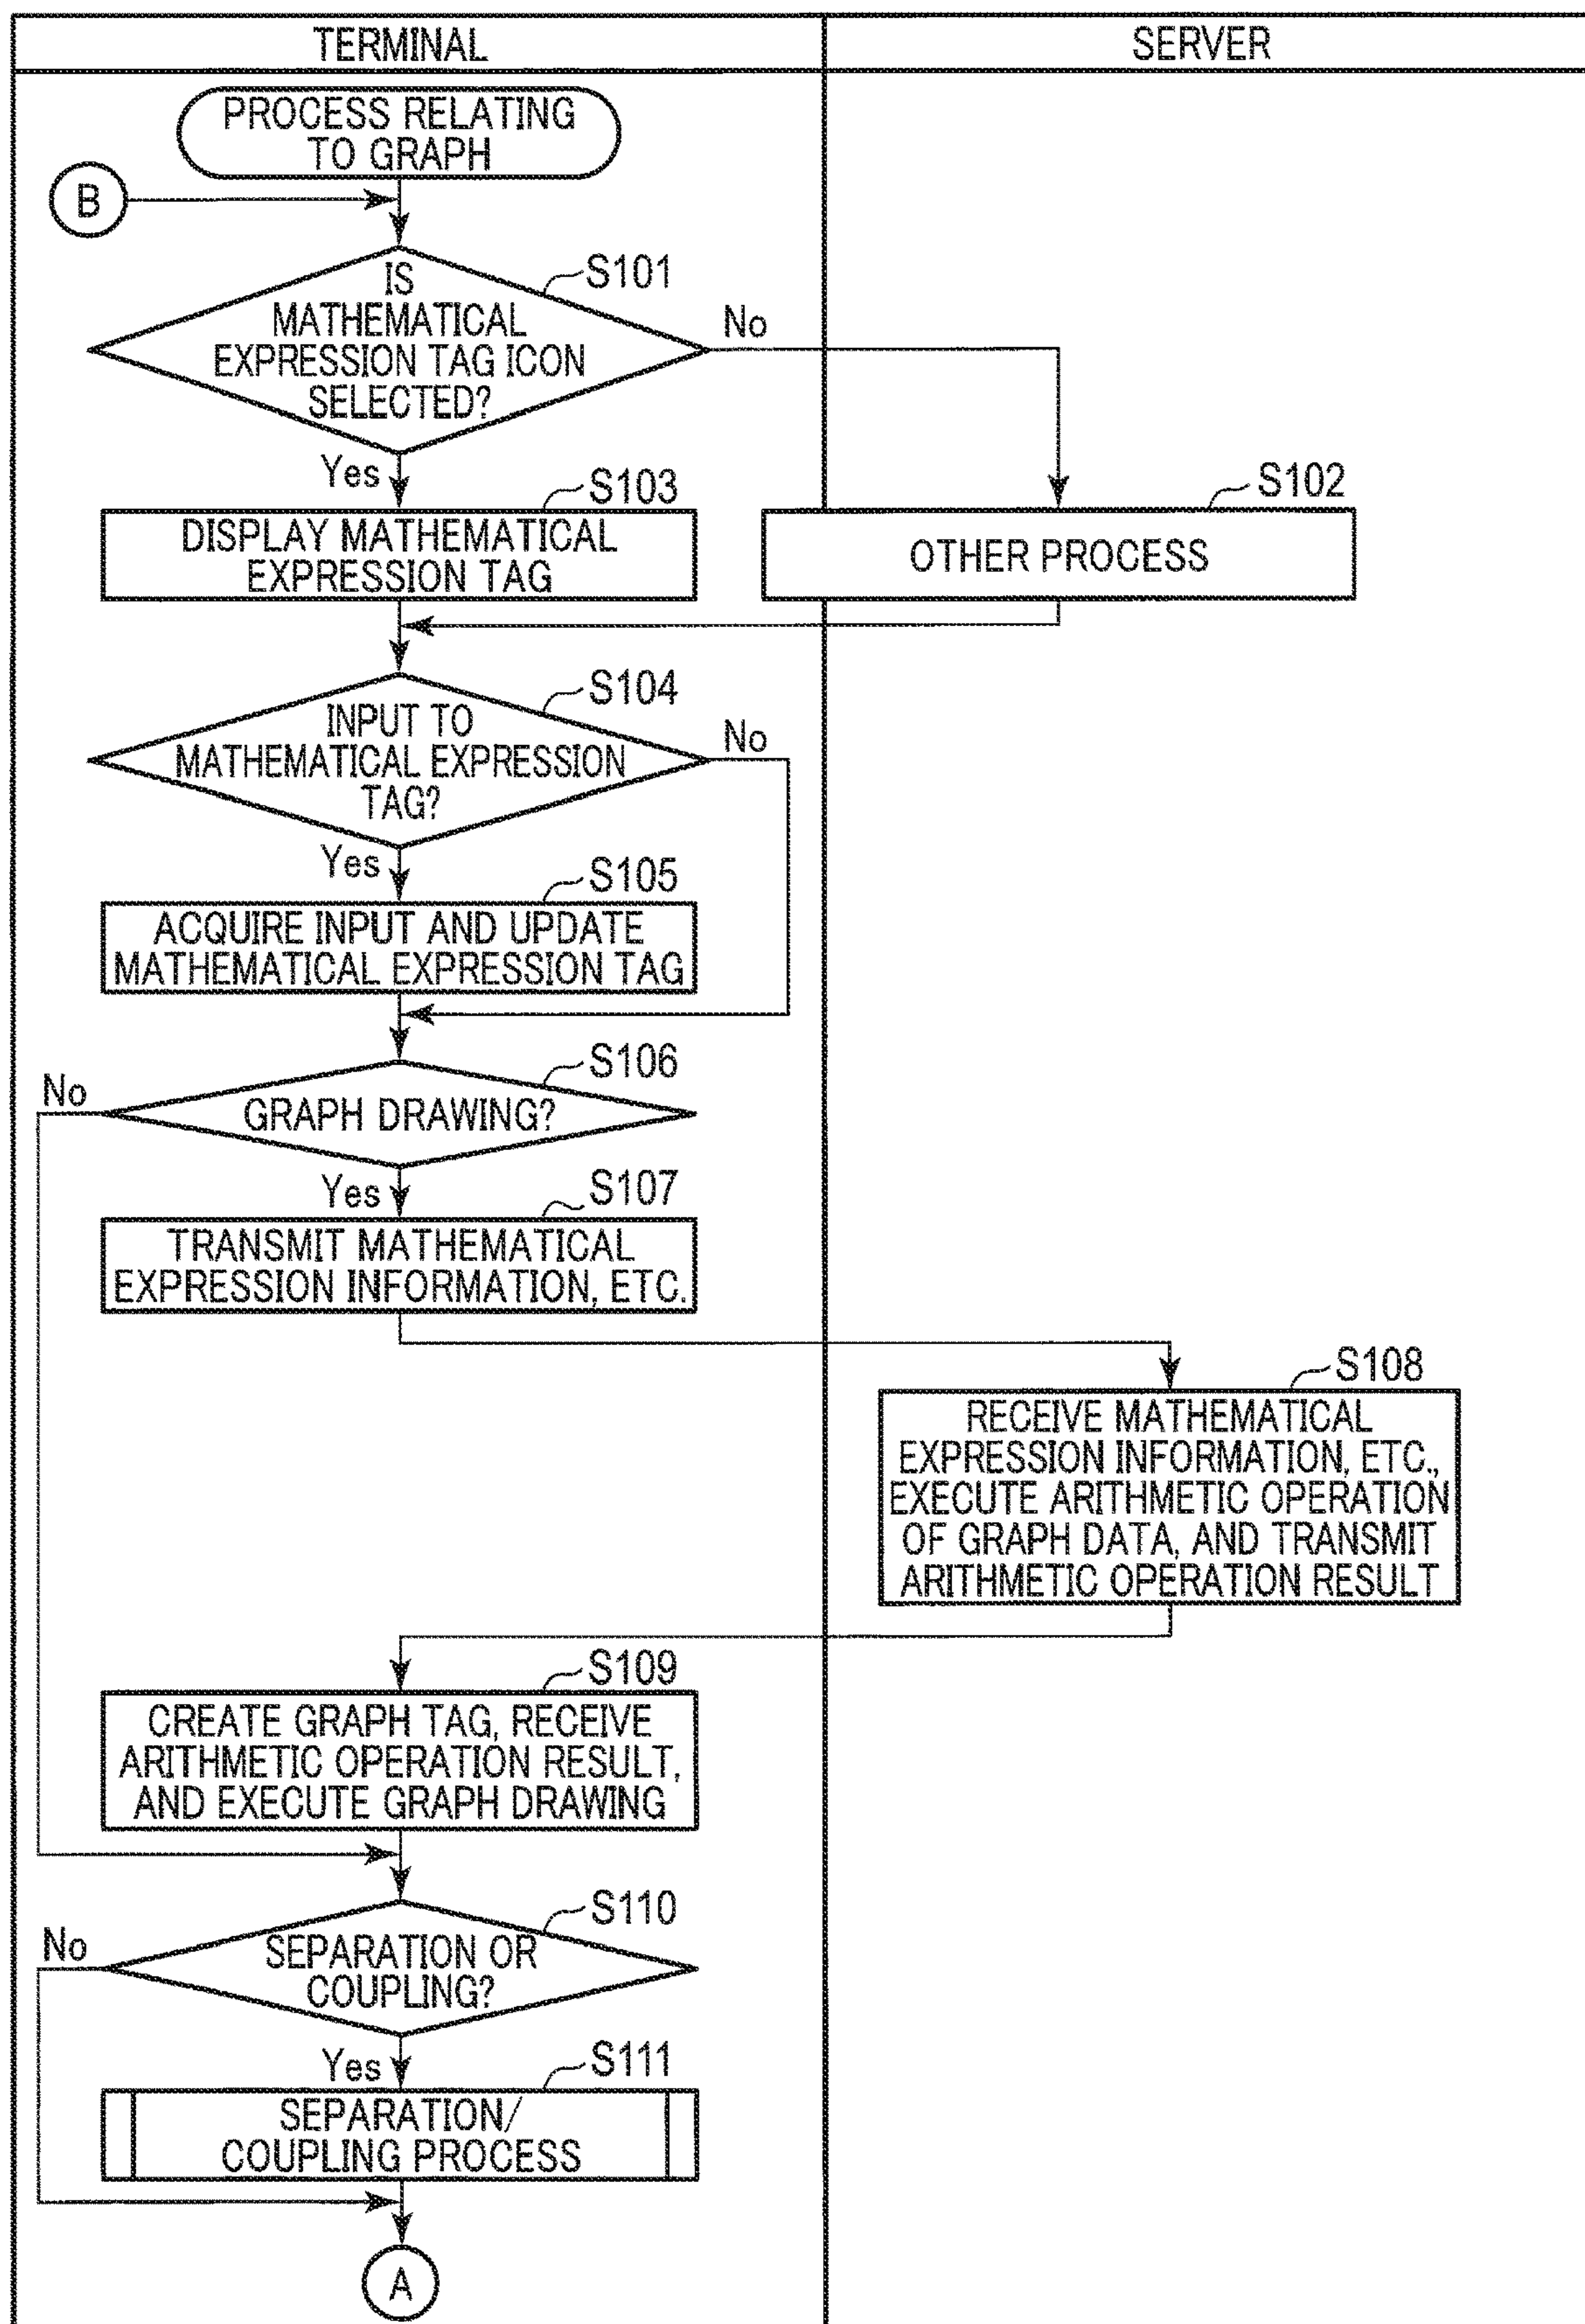 TERMINAL
SERVER
PROCESS RELATING
TO GRAPH
B
S101
IS
MATHEMATICAL
EXPRESSION TAG ICON
SELECTED?
No
Yes
S103
DISPLAY MATHEMATICAL
EXPRESSION TAG
S102
OTHER PROCESS
S104
INPUT TO
MATHEMATICAL EXPRESSION
TAG?
No
Yes
S105
ACQUIRE INPUT AND UPDATE
MATHEMATICAL EXPRESSION TAG
S106
No
GRAPH DRAWING?
Yes
S107
TRANSMIT MATHEMATICAL
EXPRESSION INFORMATION, ETC.
S108
RECEIVE MATHEMATICAL
EXPRESSION INFORMATION, ETC.,
EXECUTE ARITHMETIC OPERATION
OF GRAPH DATA, AND TRANSMIT
ARITHMETIC OPERATION RESULT
S109
CREATE GRAPH TAG, RECEIVE
ARITHMETIC OPERATION RESULT,
AND EXECUTE GRAPH DRAWING
S110
No
SEPARATION OR
COUPLING?
Yes
S111
SEPARATION/
COUPLING PROCESS
A